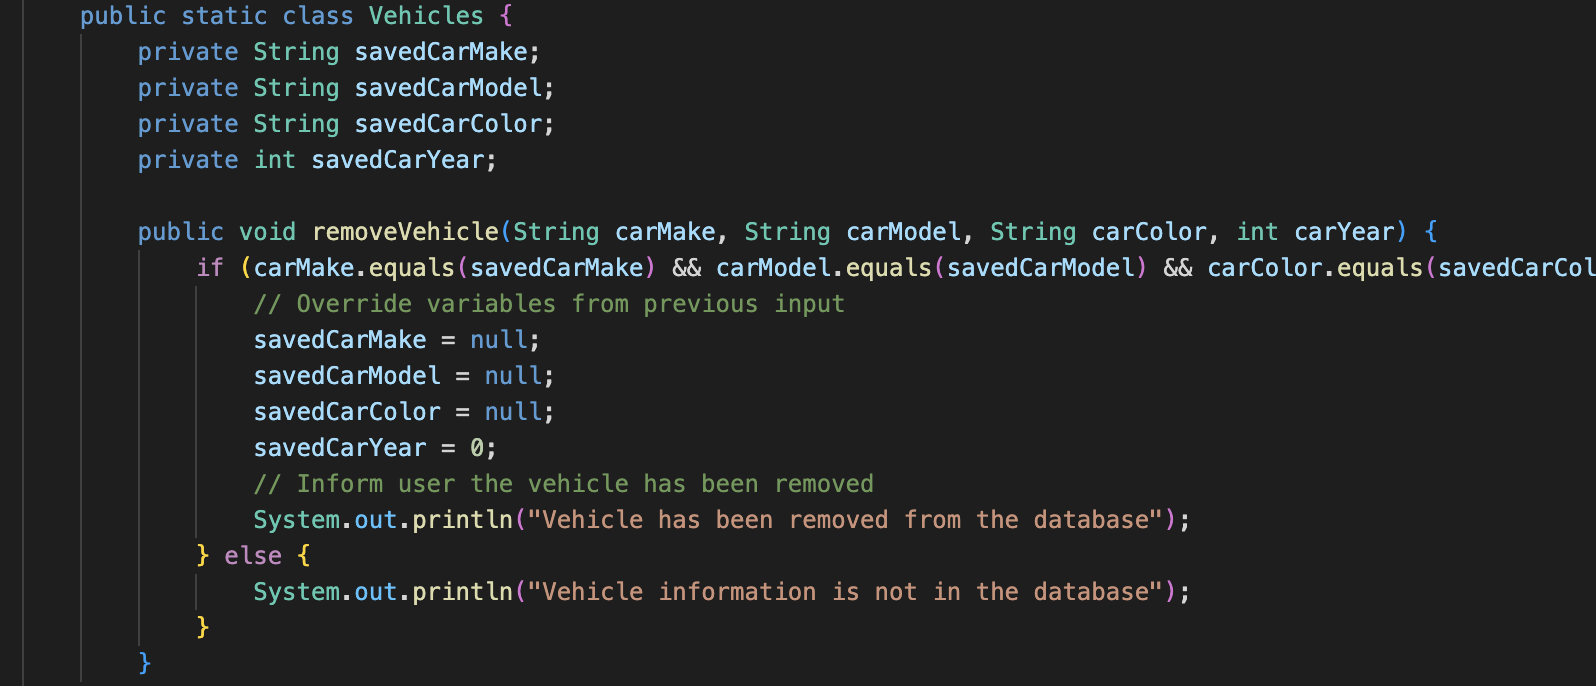 public static class Vehicles {
private String savedCarMake;
private String savedCarModel;
private String savedCarColor;
private int savedCarYear;
public void removeVehicle(String carMake, String carModel, String carColor, int carYear) {
if (carMake.equals(savedCarMake) && carModel.equals(savedCarModel) && carColor.equals(savedCarCol
// Override variables from previous input
savedCarMake = null;
savedCarModel = null;
savedCarColor = null;
savedCarYear = 0;
// Inform user the vehicle has been removed
System.out.println("Vehicle has been removed from the database");
} else {
System.out.println("Vehicle information is not in the database");
}
}